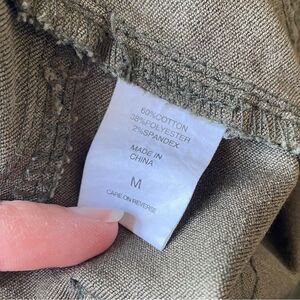 60%COTTON
38%POLYESTER
2%SPANDEX
MADE IN
CHINA
M
CARE ON REVERSE